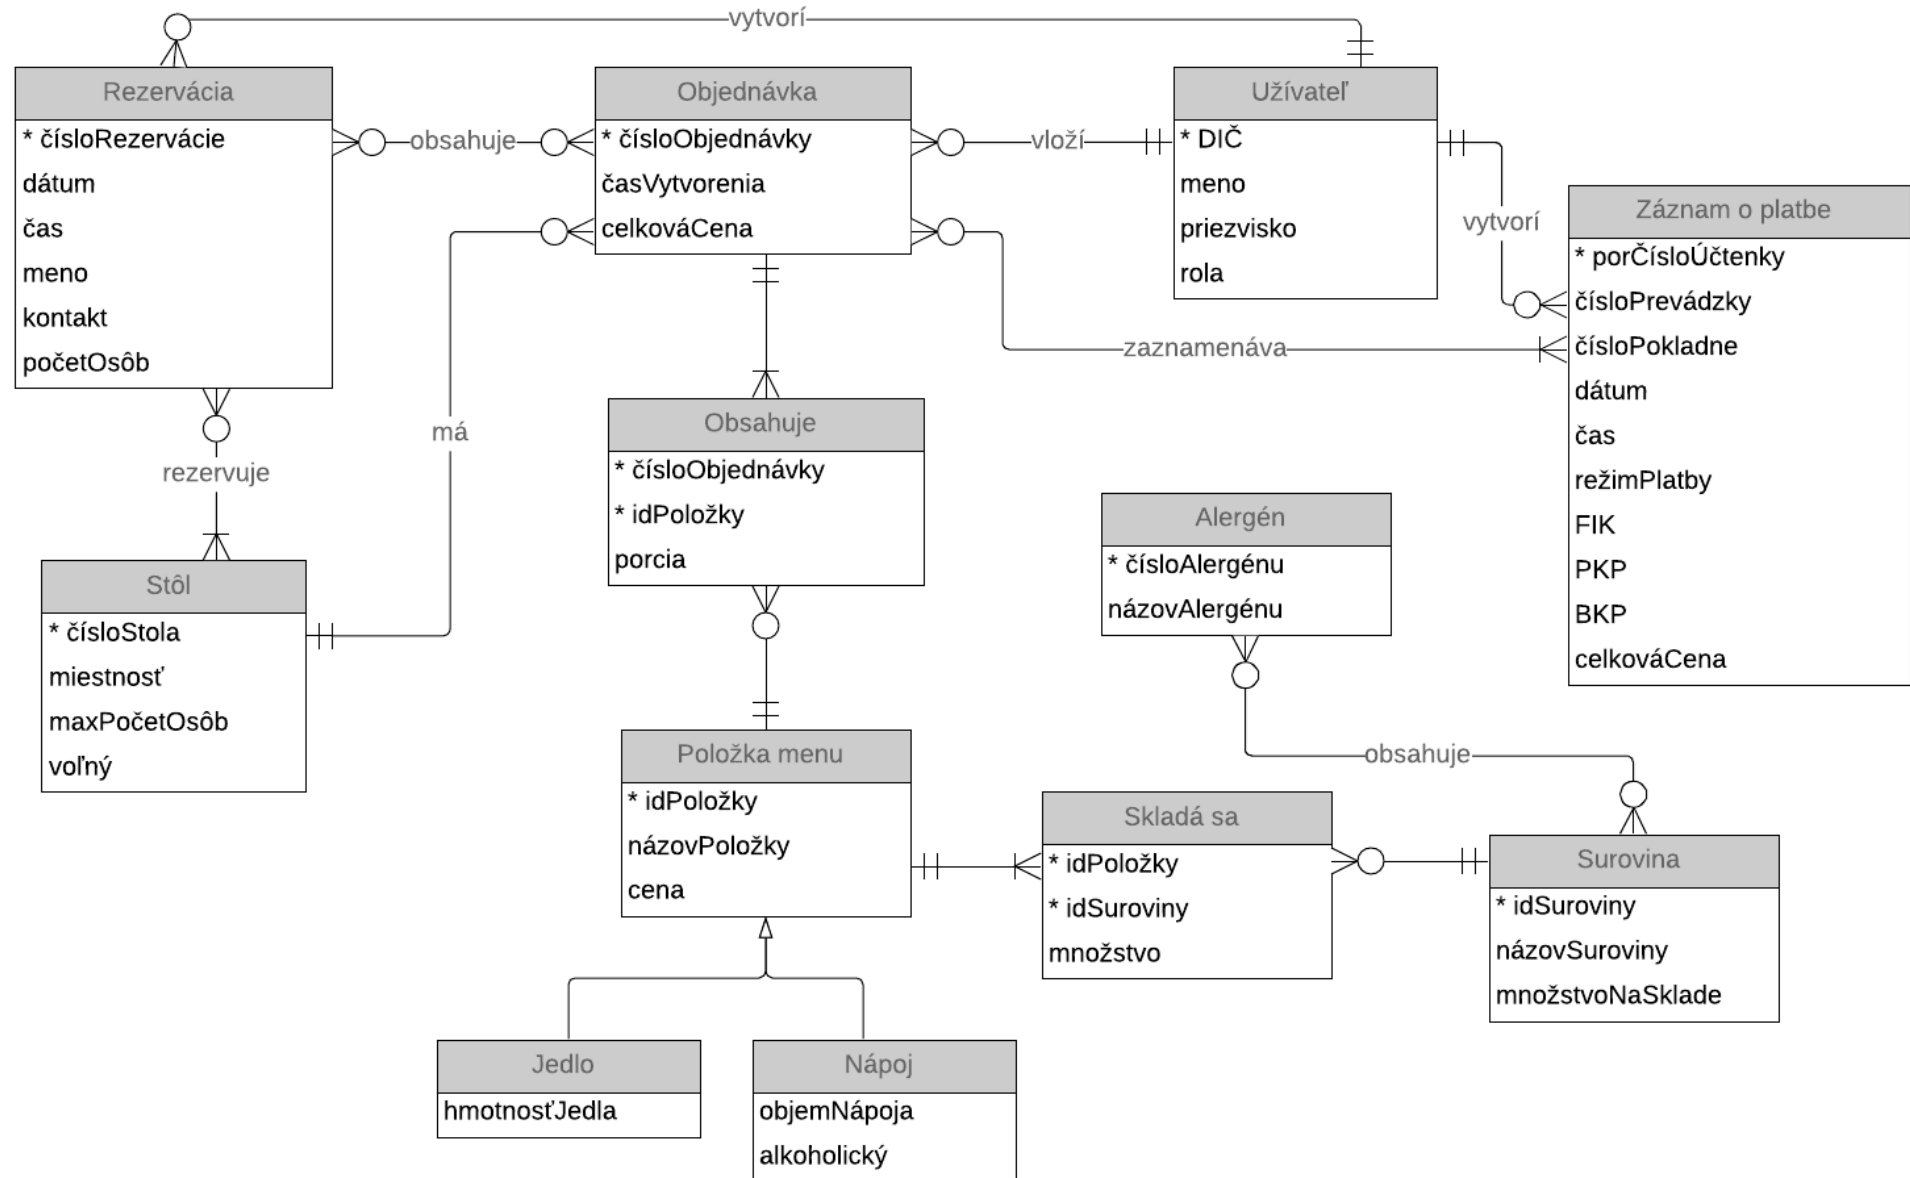 vytvorí
Rezervácia
* čísloRezervácie
dátum
čas
meno
kontakt
početOsôb
obsahuje
Objednávka
* čísloObjednávky
časVytvorenia
celkováCena
vloží
Užívateľ
* DIČ
meno
priezvisko
rola
vytvorí
Záznam o platbe
* porČísloÚčtenky
čísloPrevádzky
čísloPokladne
dátum
čas
režimPlatby
FIK
PKP
BKP
celkováCena
zaznamenáva
má
rezervuje
Stôl
* čísloStola
miestnosť
maxPočetOsôb
voľný
Obsahuje
* čísloObjednávky
* idPoložky
porcia
Alergén
* čísloAlergénu
názovAlergénu
obsahuje
Položka menu
* idPoložky
názovPoložky
cena
Skladá sa
* idPoložky
* idSuroviny
množstvo
Surovina
* idSuroviny
názovSuroviny
množstvoNaSklade
Jedlo
hmotnosťJedla
Nápoj
objemNápoja
alkoholický